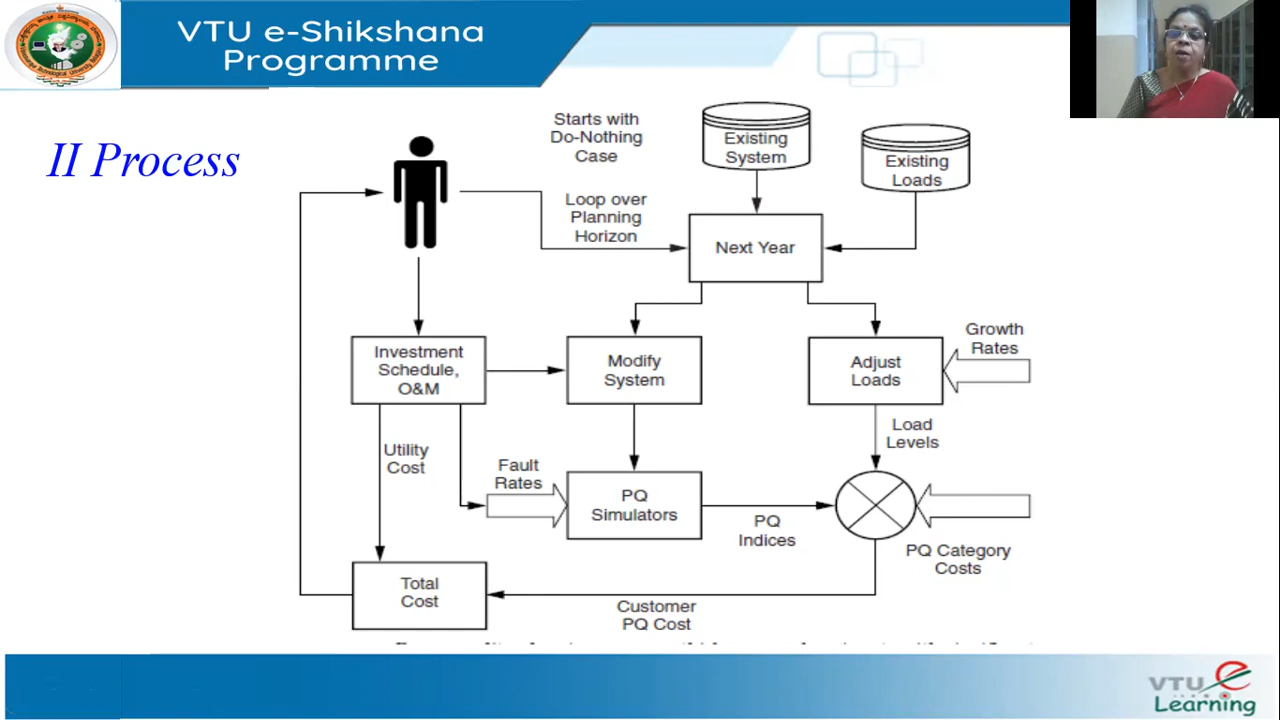 VTU e-Shikshana
Programme
II Process
Starts with
Do-Nothing
Case
Existing
System
Existing
Loads
Loop over
Planning
Horizon
Next Year
Investment
Schedule,
O&M
Modify
System
Adjust
Loads
Growth
Rates
Utility
Cost
Fault
Rates
Load
Levels
PQ
Simulators
PQ
Indices
PQ Category
Costs
Total
Cost
Customer
PQ Cost
VTU e
Learning